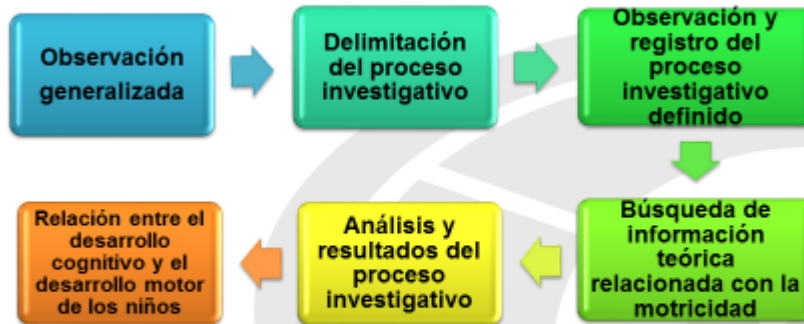 Observación
generalizada
Delimitación
del proceso
investigativo
Observación y
registro del
proceso
investigativo
definido
Búsqueda de
información
teórica
relacionada con la
motricidad
Análisis y
resultados del
proceso
investigativo
Relación entre el
desarrollo
cognitivo y el
desarrollo motor
de los niños